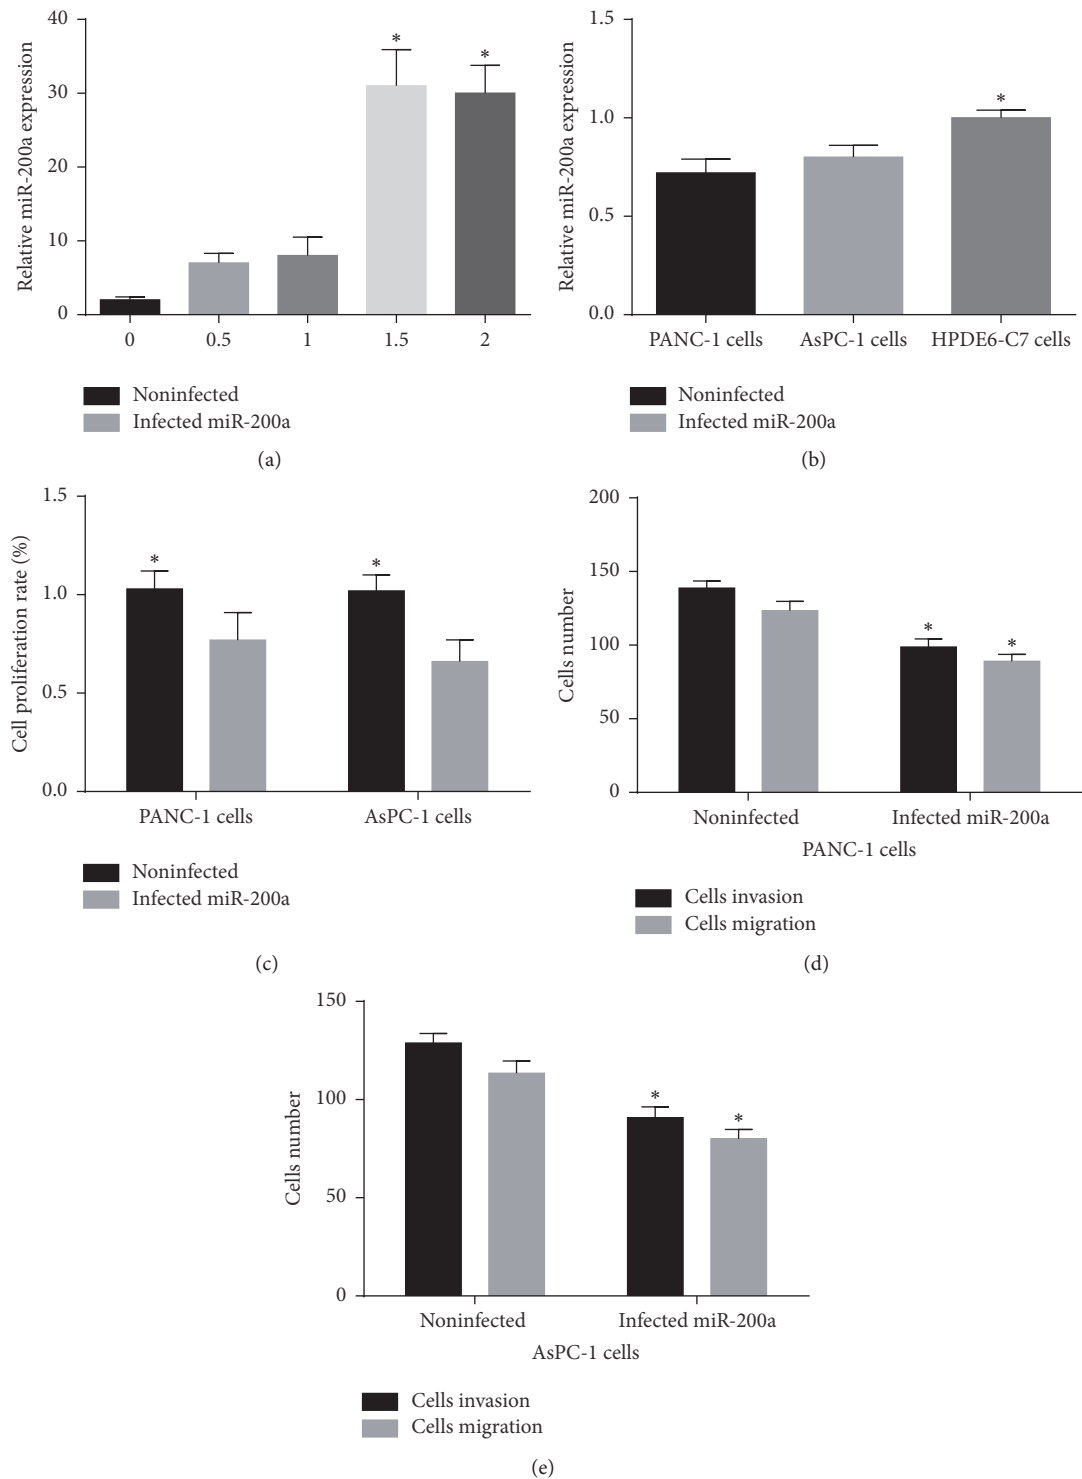 40
30
20
10
0
Relative miR-200a expression
* *
0 0.5 1 1.5 2
Noninfected
Infected miR-200a
(a)
1.5
1.0
0.5
0.0
Relative miR-200a expression
*
PANC-1 cells AsPC-1 cells HPDE6-C7 cells
Noninfected
Infected miR-200a
(b)
1.5
1.0
0.5
0.0
Cell proliferation rate (%)
* *
PANC-1 cells AsPC-1 cells
Noninfected
Infected miR-200a
(c)
200
150
100
50
0
Cells number
* *
Noninfected Infected miR-200a
PANC-1 cells
Cells invasion
Cells migration
(d)
150
100
50
0
Cells number
* *
Noninfected Infected miR-200a
AsPC-1 cells
Cells invasion
Cells migration
(e)